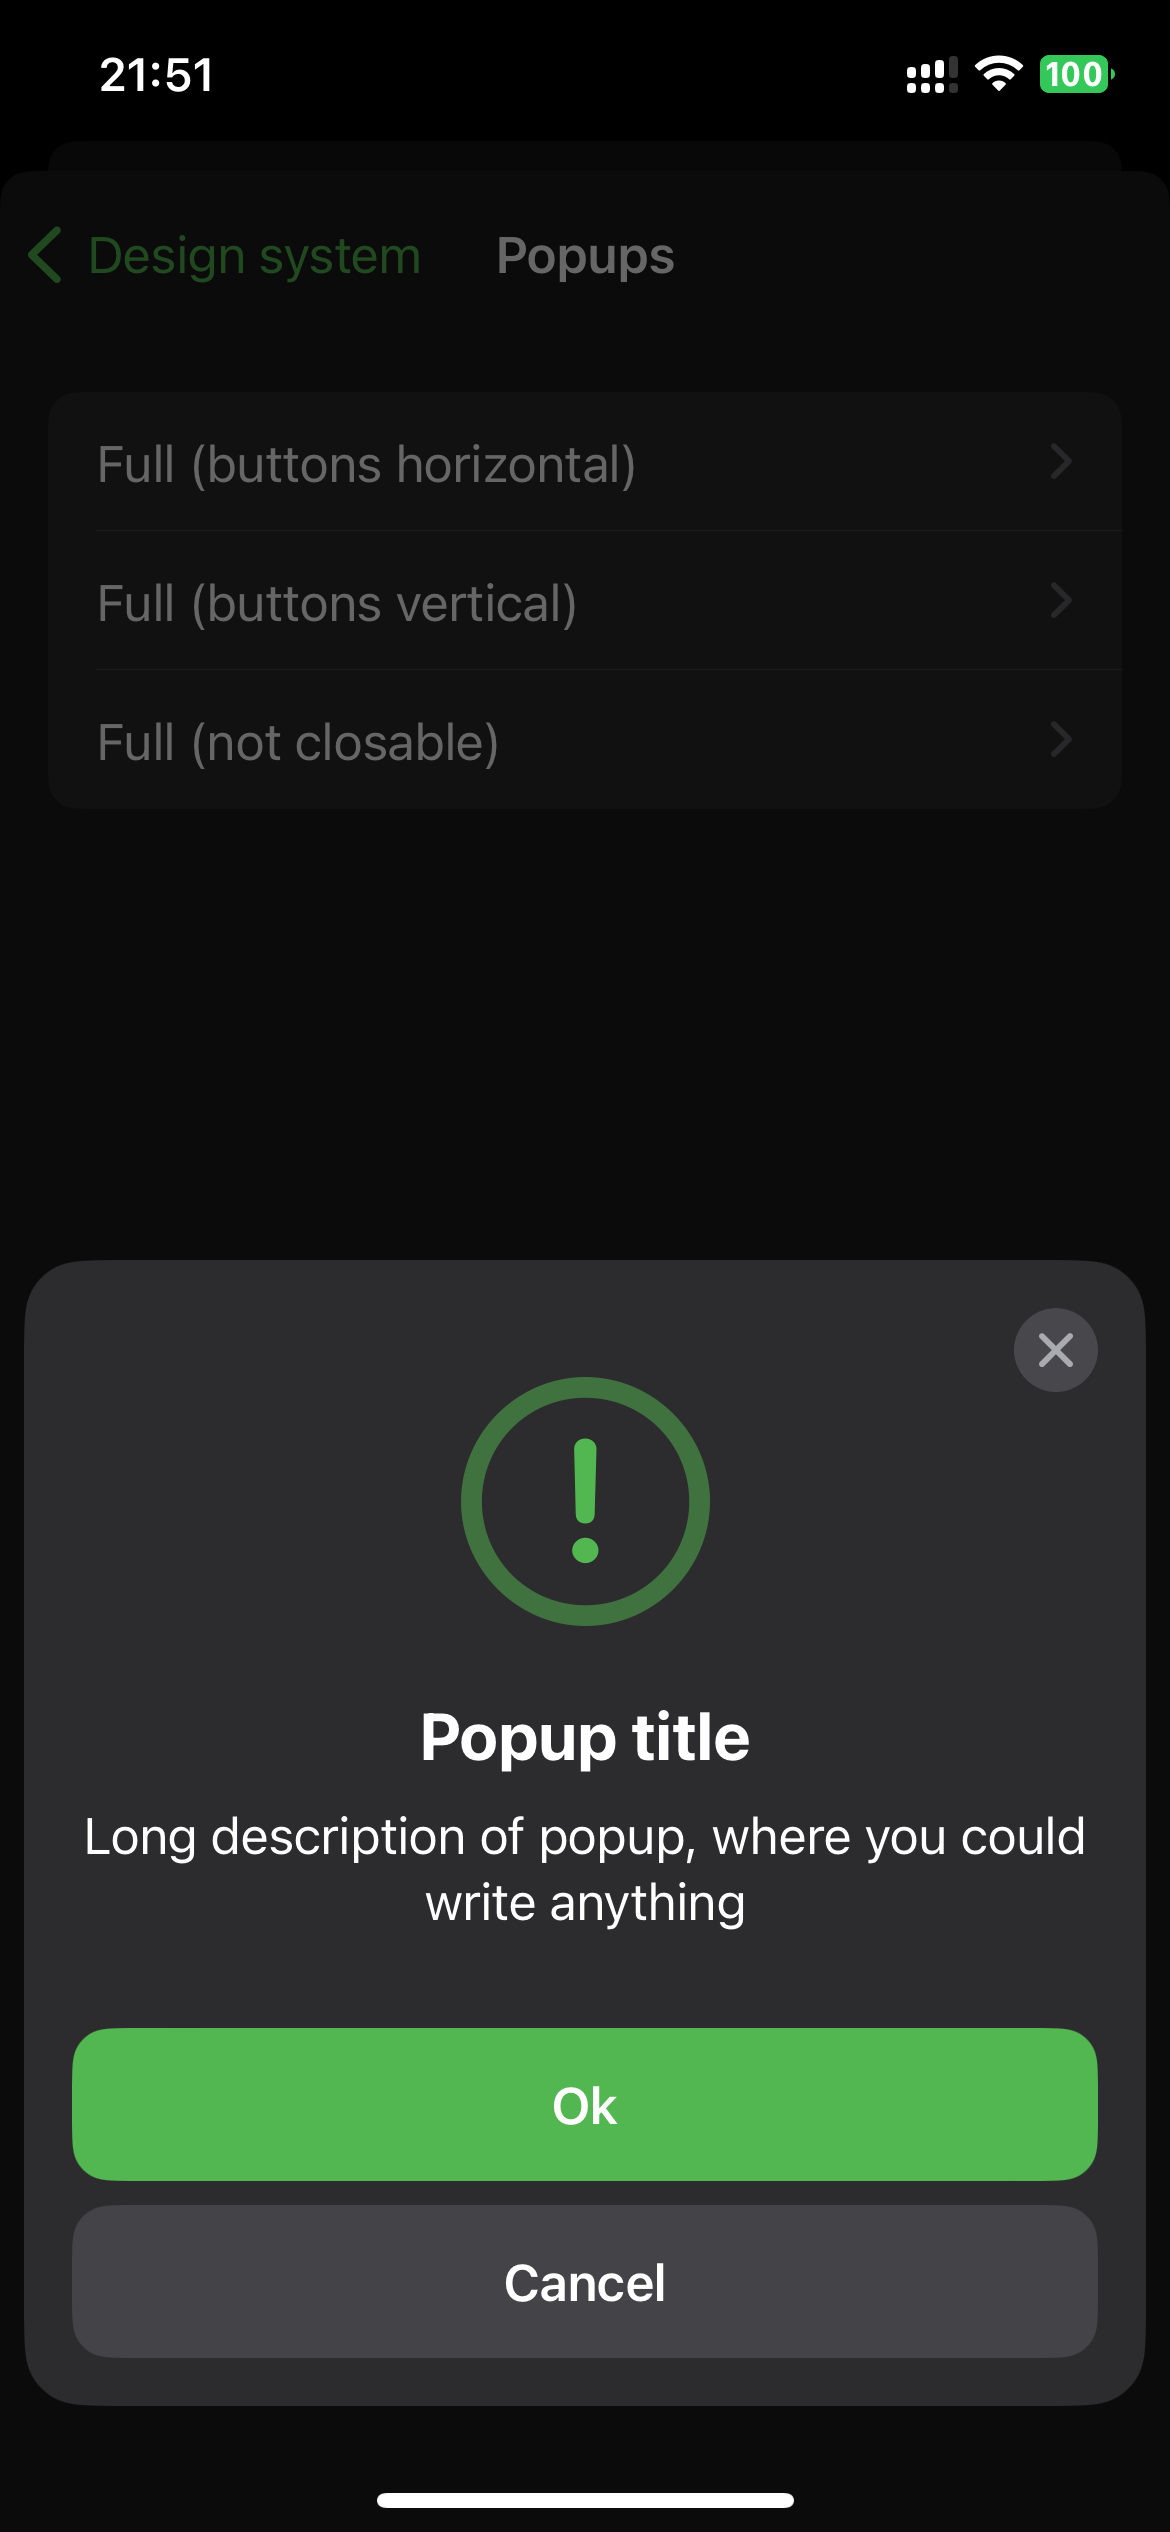 21:51
100
Design system
Popups
Full (buttons horizontal)
Full (buttons vertical)
Full (not closable)
Popup title
Long description of popup, where you could
write anything
Ok
Cancel